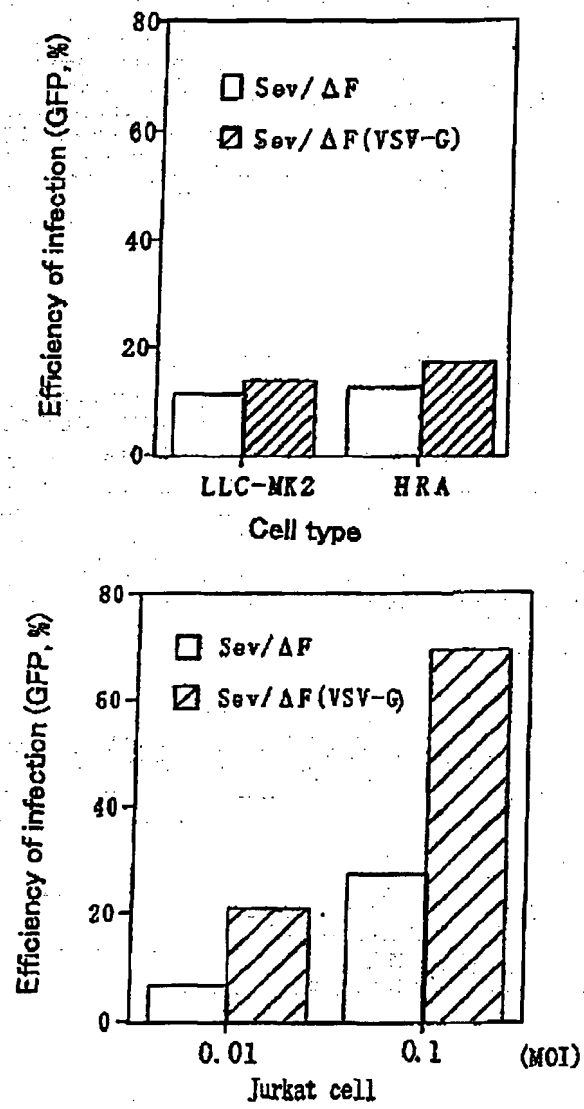 80
60
40
20
0
Efficiency of infection (GFP, %)
Sev/ΔF
Sev/ΔF(VSV-G)
LLC-MK2 HRA
Cell type
80
60
40
20
0
Efficiency of infection (GFP, %)
Sev/ΔF
Sev/ΔF(VSV-G)
0.01 0.1 (MOI)
Jurkat cell